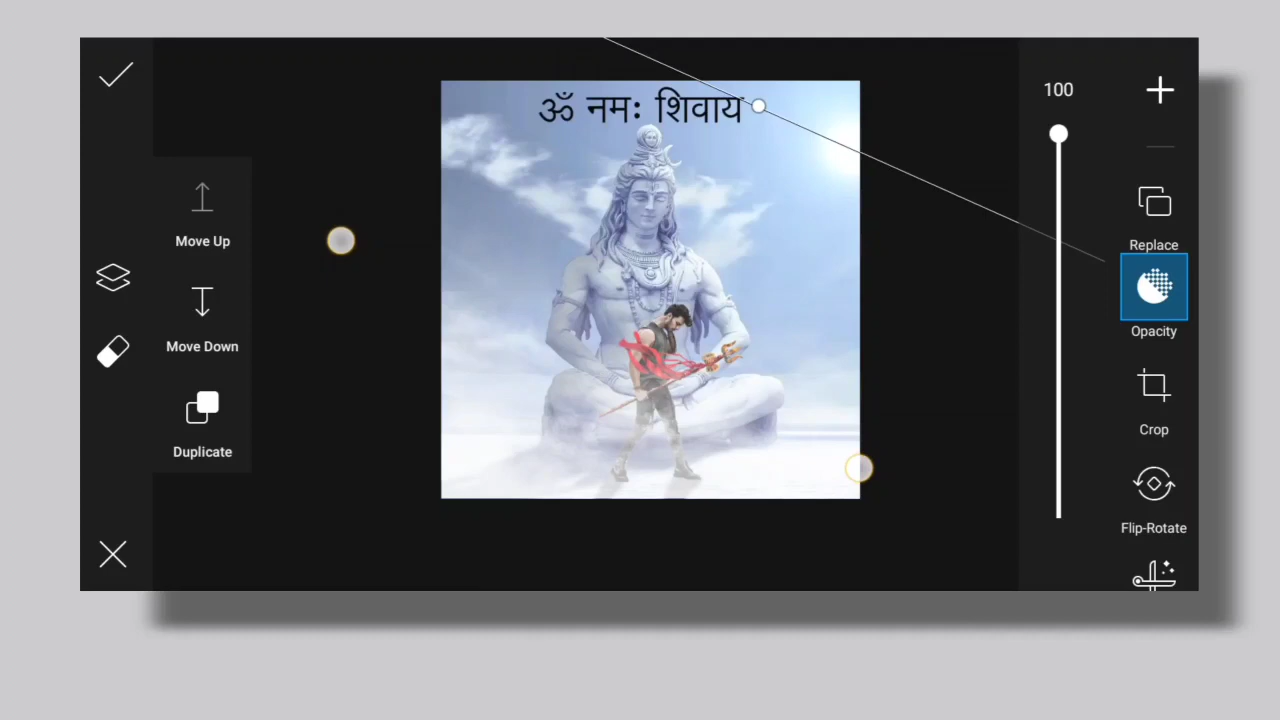 100
ॐ नमः शिवाय
Move Up
Replace
Opacity
Move Down
Crop
Duplicate
Flip-Rotate